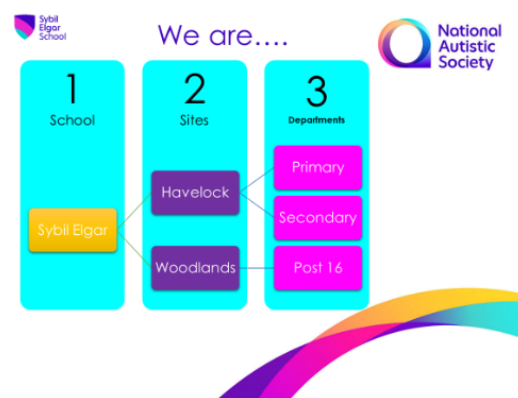 Sybil
Elgar
School
We are....
National
Autistic
Society
1
School
2
Sites
3
Departments
Sybil Elgar
Havelock
Woodlands
Primary
Secondary
Post 16